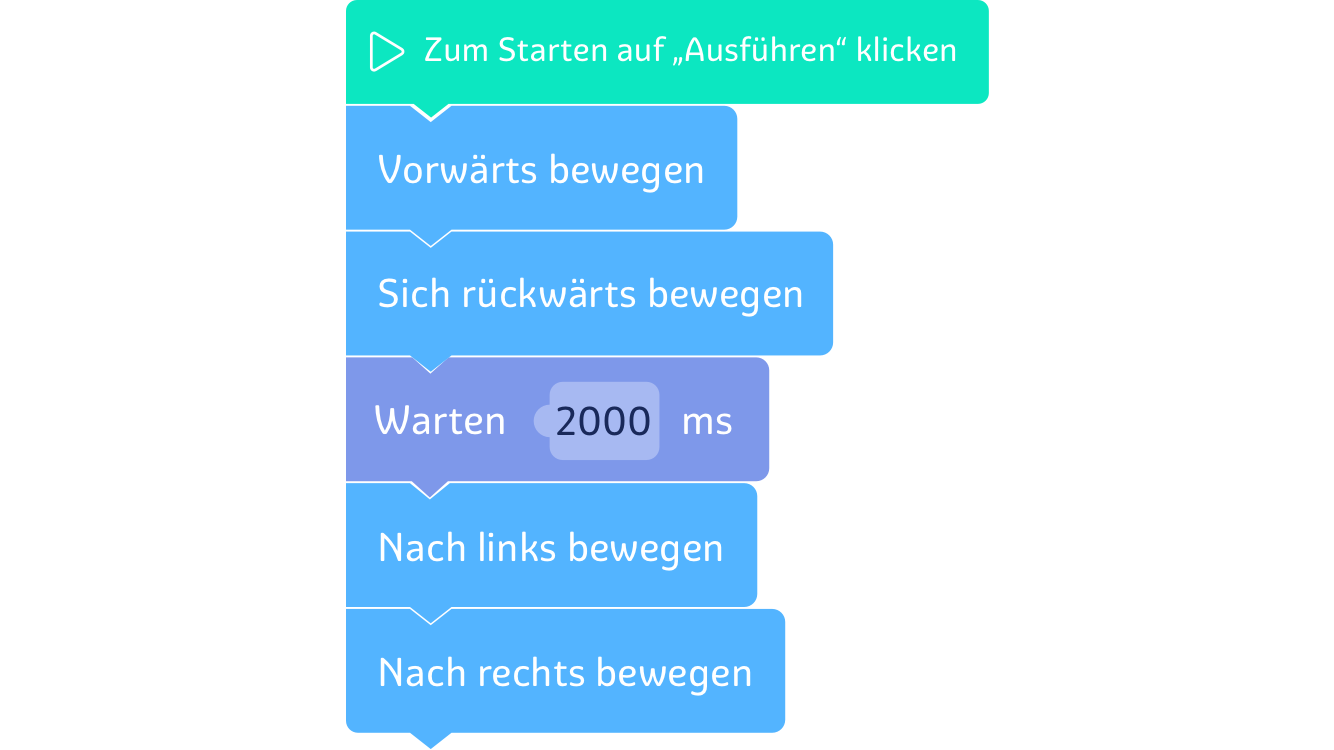 Zum Starten auf „Ausführen“ klicken
Vorwärts bewegen
Sich rückwärts bewegen
Warten 2000 ms
Nach links bewegen
Nach rechts bewegen